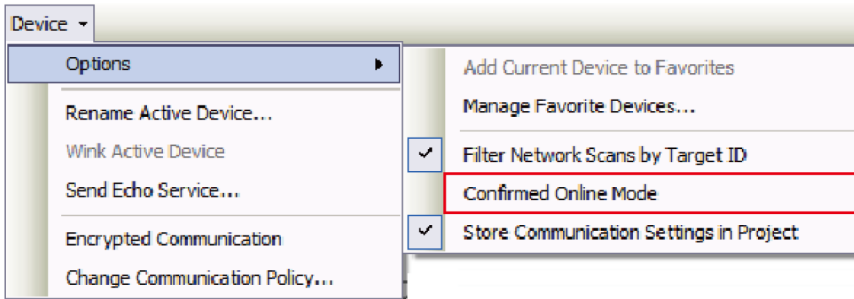 Device
Options
Rename Active Device...
Wink Active Device
Send Echo Service...
Encrypted Communication
Change Communication Policy...
Add Current Device to Favorites
Manage Favorite Devices...
Filter Network Scans by Target ID
Confirmed Online Mode
Store Communication Settings in Project